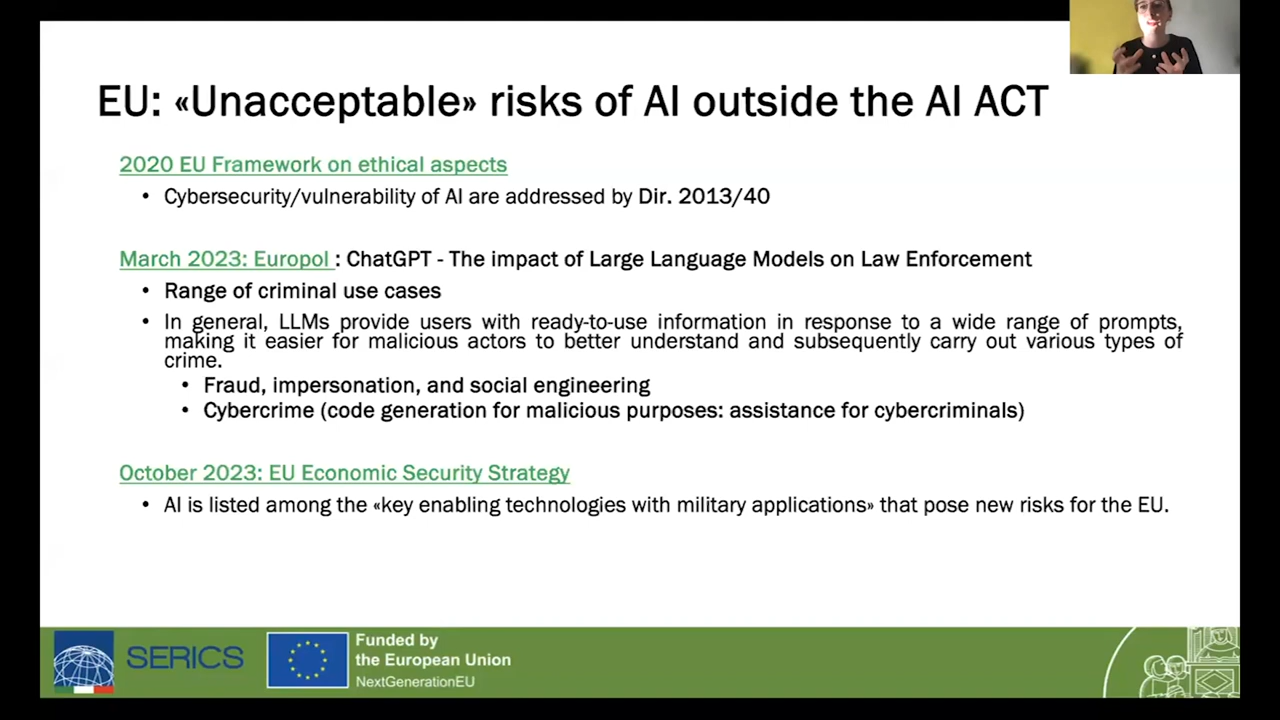 EU: «Unacceptable» risks of AI outside the AI ACT
2020 EU Framework on ethical aspects
• Cybersecurity/vulnerability of AI are addressed by Dir. 2013/40
March 2023: Europol : ChatGPT - The impact of Large Language Models on Law Enforcement
• Range of criminal use cases
• In general, LLMs provide users with ready-to-use information in response to a wide range of prompts,
making it easier for malicious actors to better understand and subsequently carry out various types of
crime.
• Fraud, impersonation, and social engineering
• Cybercrime (code generation for malicious purposes: assistance for cybercriminals)
October 2023: EU Economic Security Strategy
• AI is listed among the «key enabling technologies with military applications» that pose new risks for the EU.
SERICS
Funded by
the European Union
NextGenerationEU